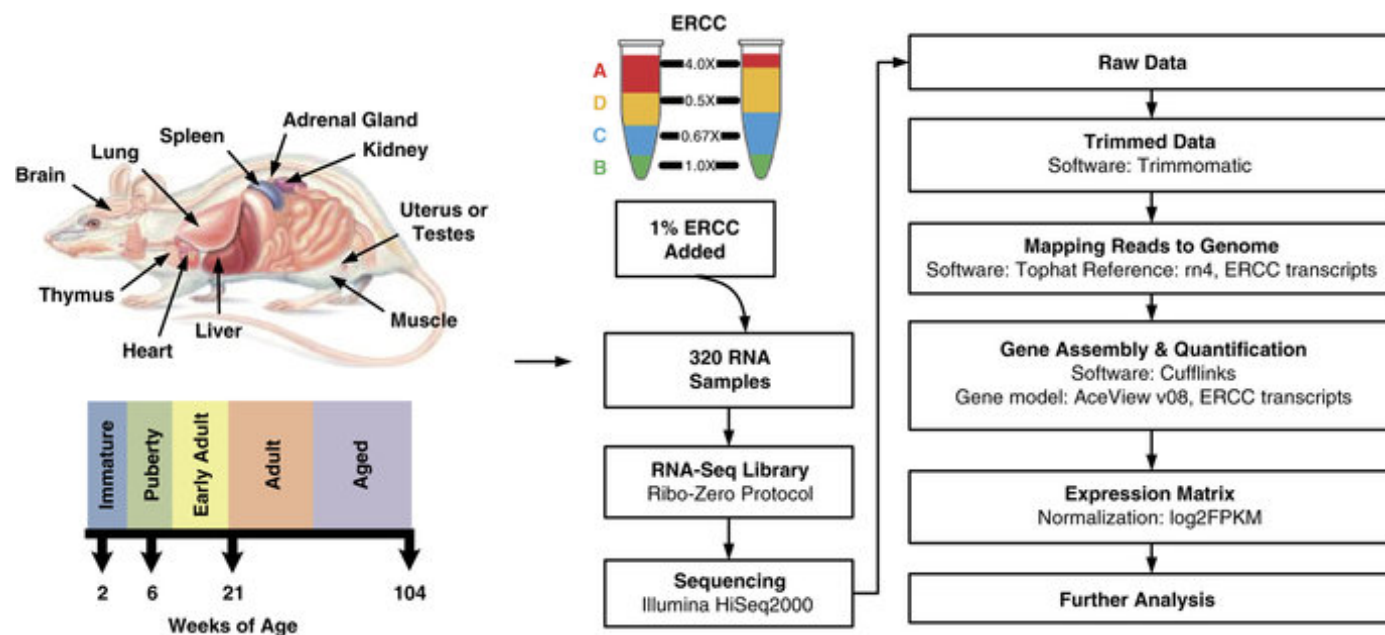 Adrenal Gland
Spleen
Kidney
Lung
Brain
Uterus or
Testes
Thymus
Muscle
Liver
Heart
Immature
Puberty
Early Adult
Adult
Aged
2
6
21
104
Weeks of Age
ERCC
A
4.0X
D
0.5X
C
0.67X
B
1.0X
1% ERCC
Added
320 RNA
Samples
RNA-Seq Library
Ribo-Zero Protocol
Sequencing
Illumina HiSeq2000
Raw Data
Trimmed Data
Software: Trimmomatic
Mapping Reads to Genome
Software: Tophat Reference: rn4, ERCC transcripts
Gene Assembly & Quantification
Software: Cufflinks
Gene model: AceView v08, ERCC transcripts
Expression Matrix
Normalization: log2FPKM
Further Analysis